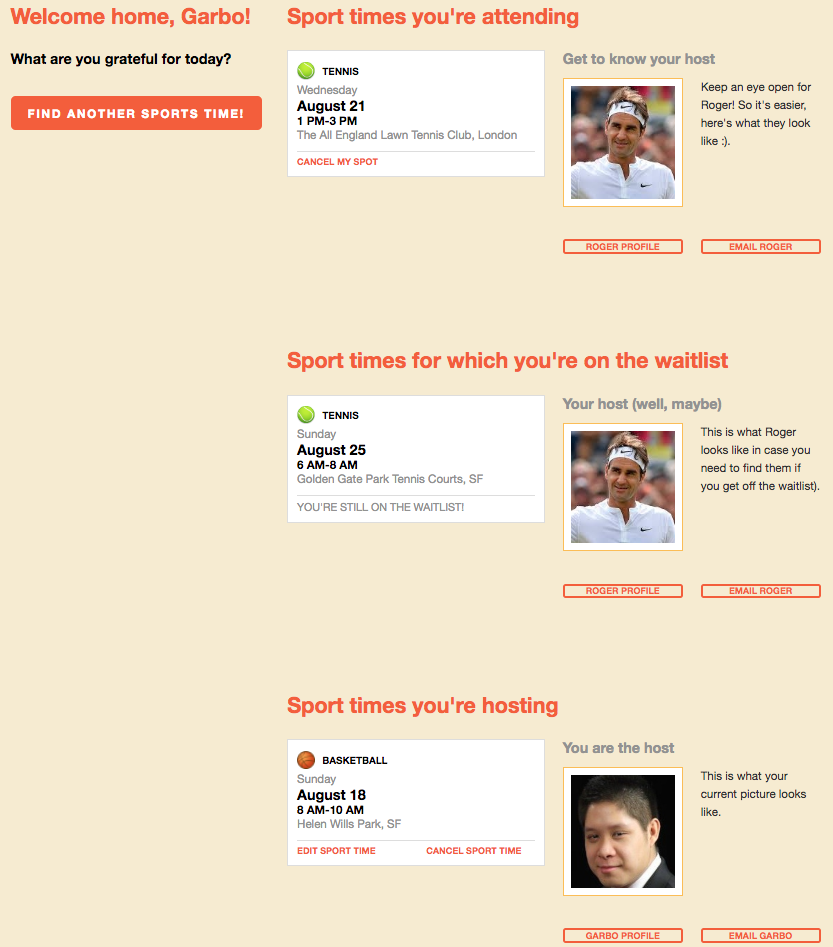 Welcome home, Garbo!
What are you grateful for today?
FIND ANOTHER SPORTS TIME!
Sport times you're attending
TENNIS
Wednesday
August 21
1 PM-3 PM
The All England Lawn Tennis Club, London
CANCEL MY SPOT
Get to know your host
Keep an eye open for
Roger! So it's easier,
here's what they look
like :).
ROGER PROFILE
EMAIL ROGER
Sport times for which you're on the waitlist
TENNIS
Sunday
August 25
6 AM-8 AM
Golden Gate Park Tennis Courts, SF
YOU'RE STILL ON THE WAITLIST!
Your host (well, maybe)
This is what Roger
looks like in case you
need to find them if
you get off the waitlist).
ROGER PROFILE
EMAIL ROGER
Sport times you're hosting
BASKETBALL
Sunday
August 18
8 AM-10 AM
Helen Wills Park, SF
EDIT SPORT TIME
CANCEL SPORT TIME
You are the host
This is what your
current picture looks
like.
GARBO PROFILE
EMAIL GARBO